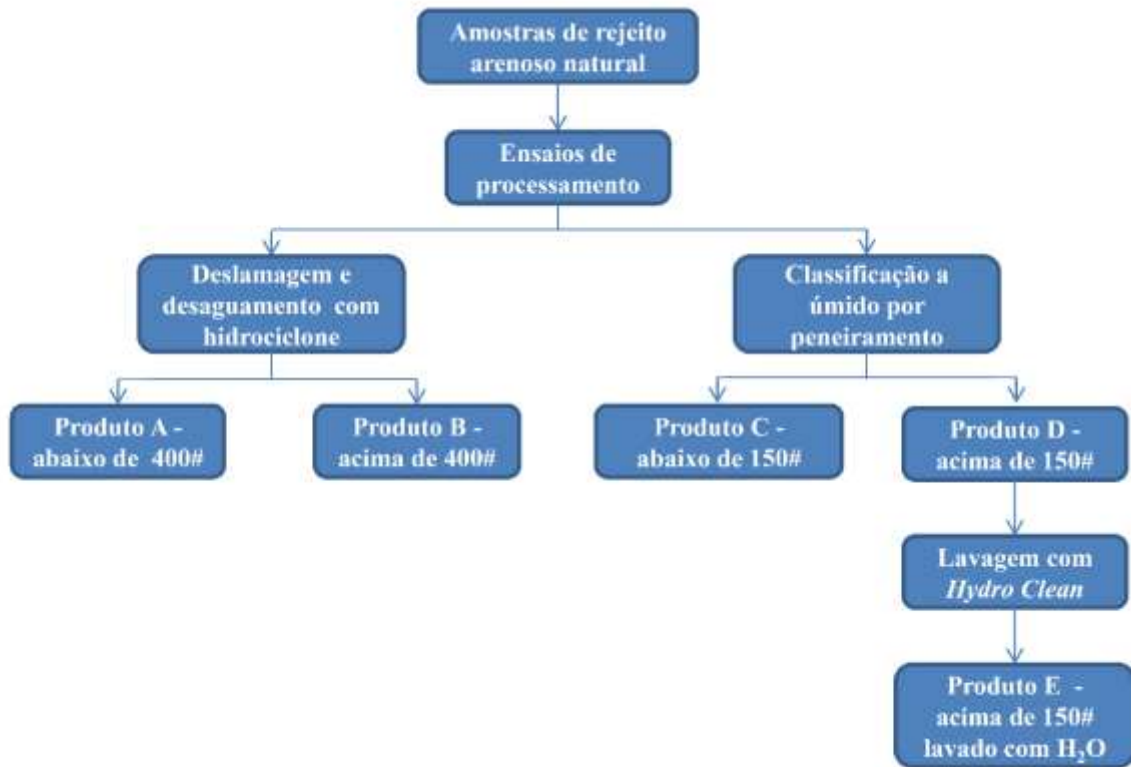 Amostras de rejeito
arenoso natural
Ensaios de
processamento
Deslamagem e
desaguamento com
hidrociclone
Classificação a
úmido por
peneiramento
Produto A -
abaixo de 400#
Produto B -
acima de 400#
Produto C -
abaixo de 150#
Produto D -
acima de 150#
Lavagem com
Hydro Clean
Produto E -
acima de 150#
lavado com H₂O